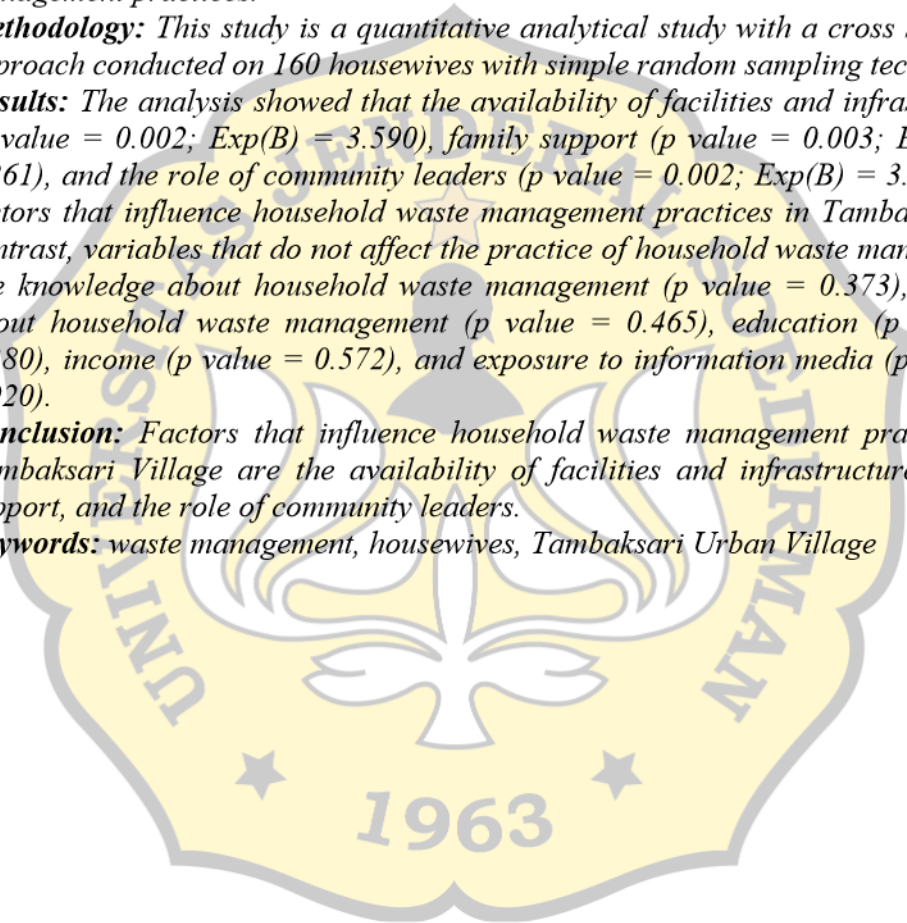 nagement practices.
ethodology: This study is a quantitative analytical study with a cross s
proach conducted on 160 housewives with simple random sampling tec
sults: The analysis showed that the availability of facilities and infras
value = 0.002; Exp(B) = 3.590), family support (p value = 0.003; E
61), and the role of community leaders (p value = 0.002; Exp(B) = 3.
tors that influence household waste management practices in Tamba
ntrast, variables that do not affect the practice of household waste man
e knowledge about household waste management (p value = 0.373),
out household waste management (p value = 0.465), education (p
80), income (p value = 0.572), and exposure to information media (p
20).
nclusion: Factors that influence household waste management pra
mbaksari Village are the availability of facilities and infrastructure
pport, and the role of community leaders.
ywords: waste management, housewives, Tambaksari Urban Village
UNIVERSITAS JENDERAL SOEDIRMAN
1963